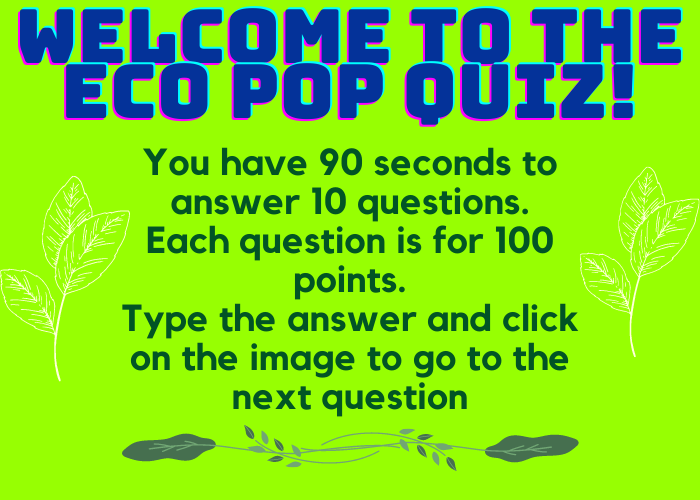 WELCOME TO THE
ECO POP QUIZ!
You have 90 seconds to
answer 10 questions.
Each question is for 100
points.
Type the answer and click
on the image to go to the
next question